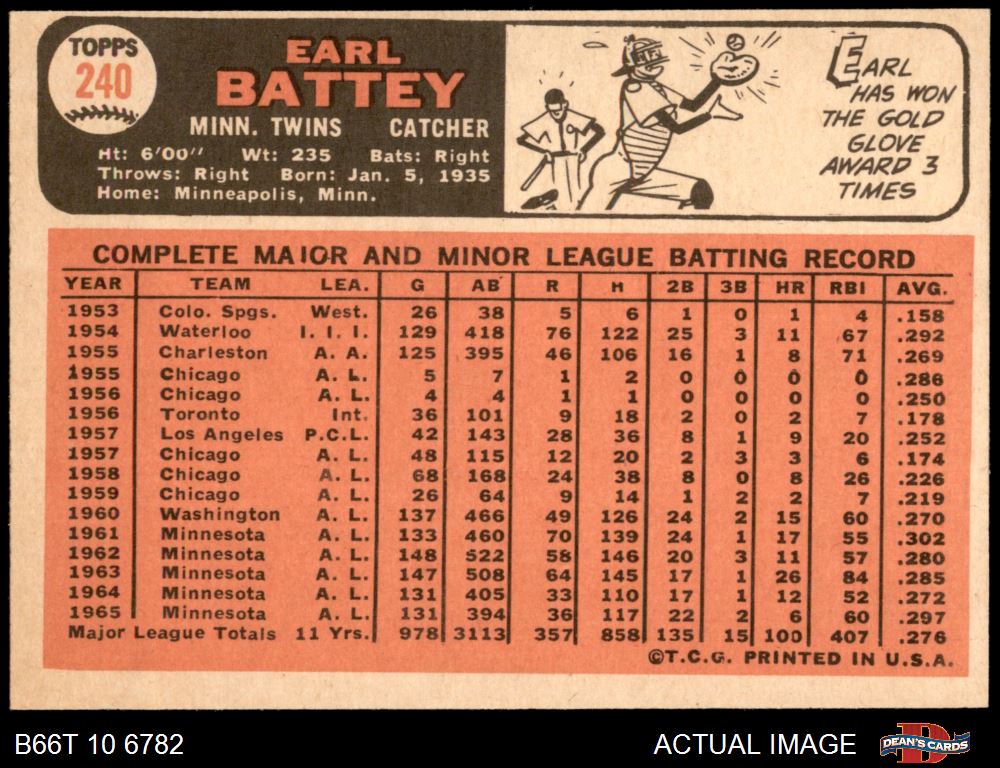 TOPPS
240
EARL
BATTEY
MINN. TWINS CATCHER
Ht: 6'00" Wt: 235 Bats: Right
Throws: Right Born: Jan. 5, 1935
Home: Minneapolis, Minn.
EARL
HAS WON
THE GOLD
GLOVE
AWARD 3
TIMES
COMPLETE MAJOR AND MINOR LEAGUE BATTING RECORD
YEAR TEAM LEA. G AB R H 2B 3B HR RBI AVG.
1953 Colo. Spgs. West. 26 38 5 6 1 0 1 4 .158
1954 Waterloo I. I. I. 129 418 76 122 25 3 11 67 .292
1955 Charleston A. A. 125 395 46 106 16 1 8 71 .269
1955 Chicago A. L. 5 7 1 2 0 0 0 0 .286
1956 Chicago A. L. 4 4 1 1 0 0 0 0 .250
1956 Toronto Int. 36 101 9 18 2 0 2 7 .178
1957 Los Angeles P.C.L. 42 143 28 36 8 1 9 20 .252
1957 Chicago A. L. 48 115 12 20 2 3 3 6 .174
1958 Chicago A. L. 68 168 24 38 8 0 8 26 .226
1959 Chicago A. L. 26 64 9 14 1 2 2 7 .219
1960 Washington A. L. 137 466 49 126 24 2 15 60 .270
1961 Minnesota A. L. 133 460 70 139 24 1 17 55 .302
1962 Minnesota A. L. 148 522 58 146 20 3 11 57 .280
1963 Minnesota A. L. 147 508 64 145 17 1 26 84 .285
1964 Minnesota A. L. 131 405 33 110 17 1 12 52 .272
1965 Minnesota A. L. 131 394 36 117 22 2 6 60 .297
Major League Totals 11 Yrs. 978 3113 357 858 135 15 100 407 .276
©T.C.G. PRINTED IN U.S.A.
B66T 10 6782 ACTUAL IMAGE DEAN'S CARDS